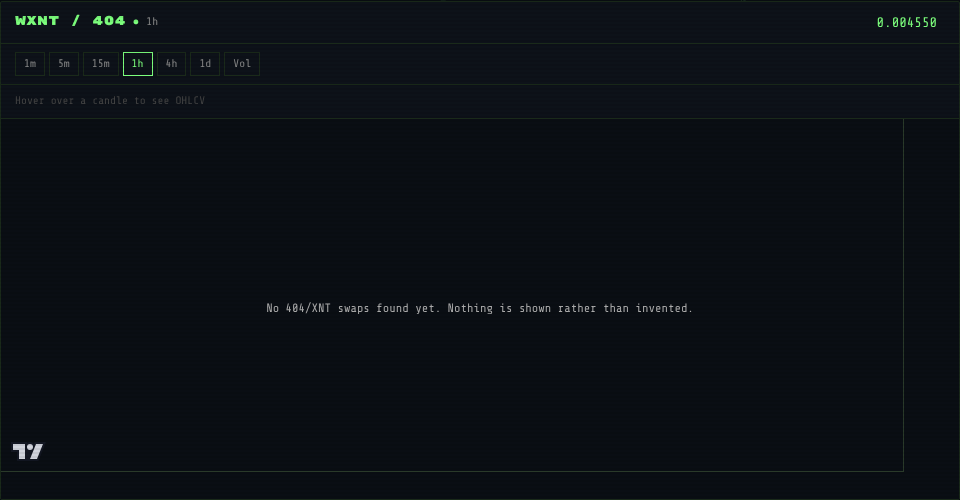 WXNT / 404 • 1h
0.004550
1m 5m 15m 1h 4h 1d Vol
Hover over a candle to see OHLCV
No 404/XNT swaps found yet. Nothing is shown rather than invented.